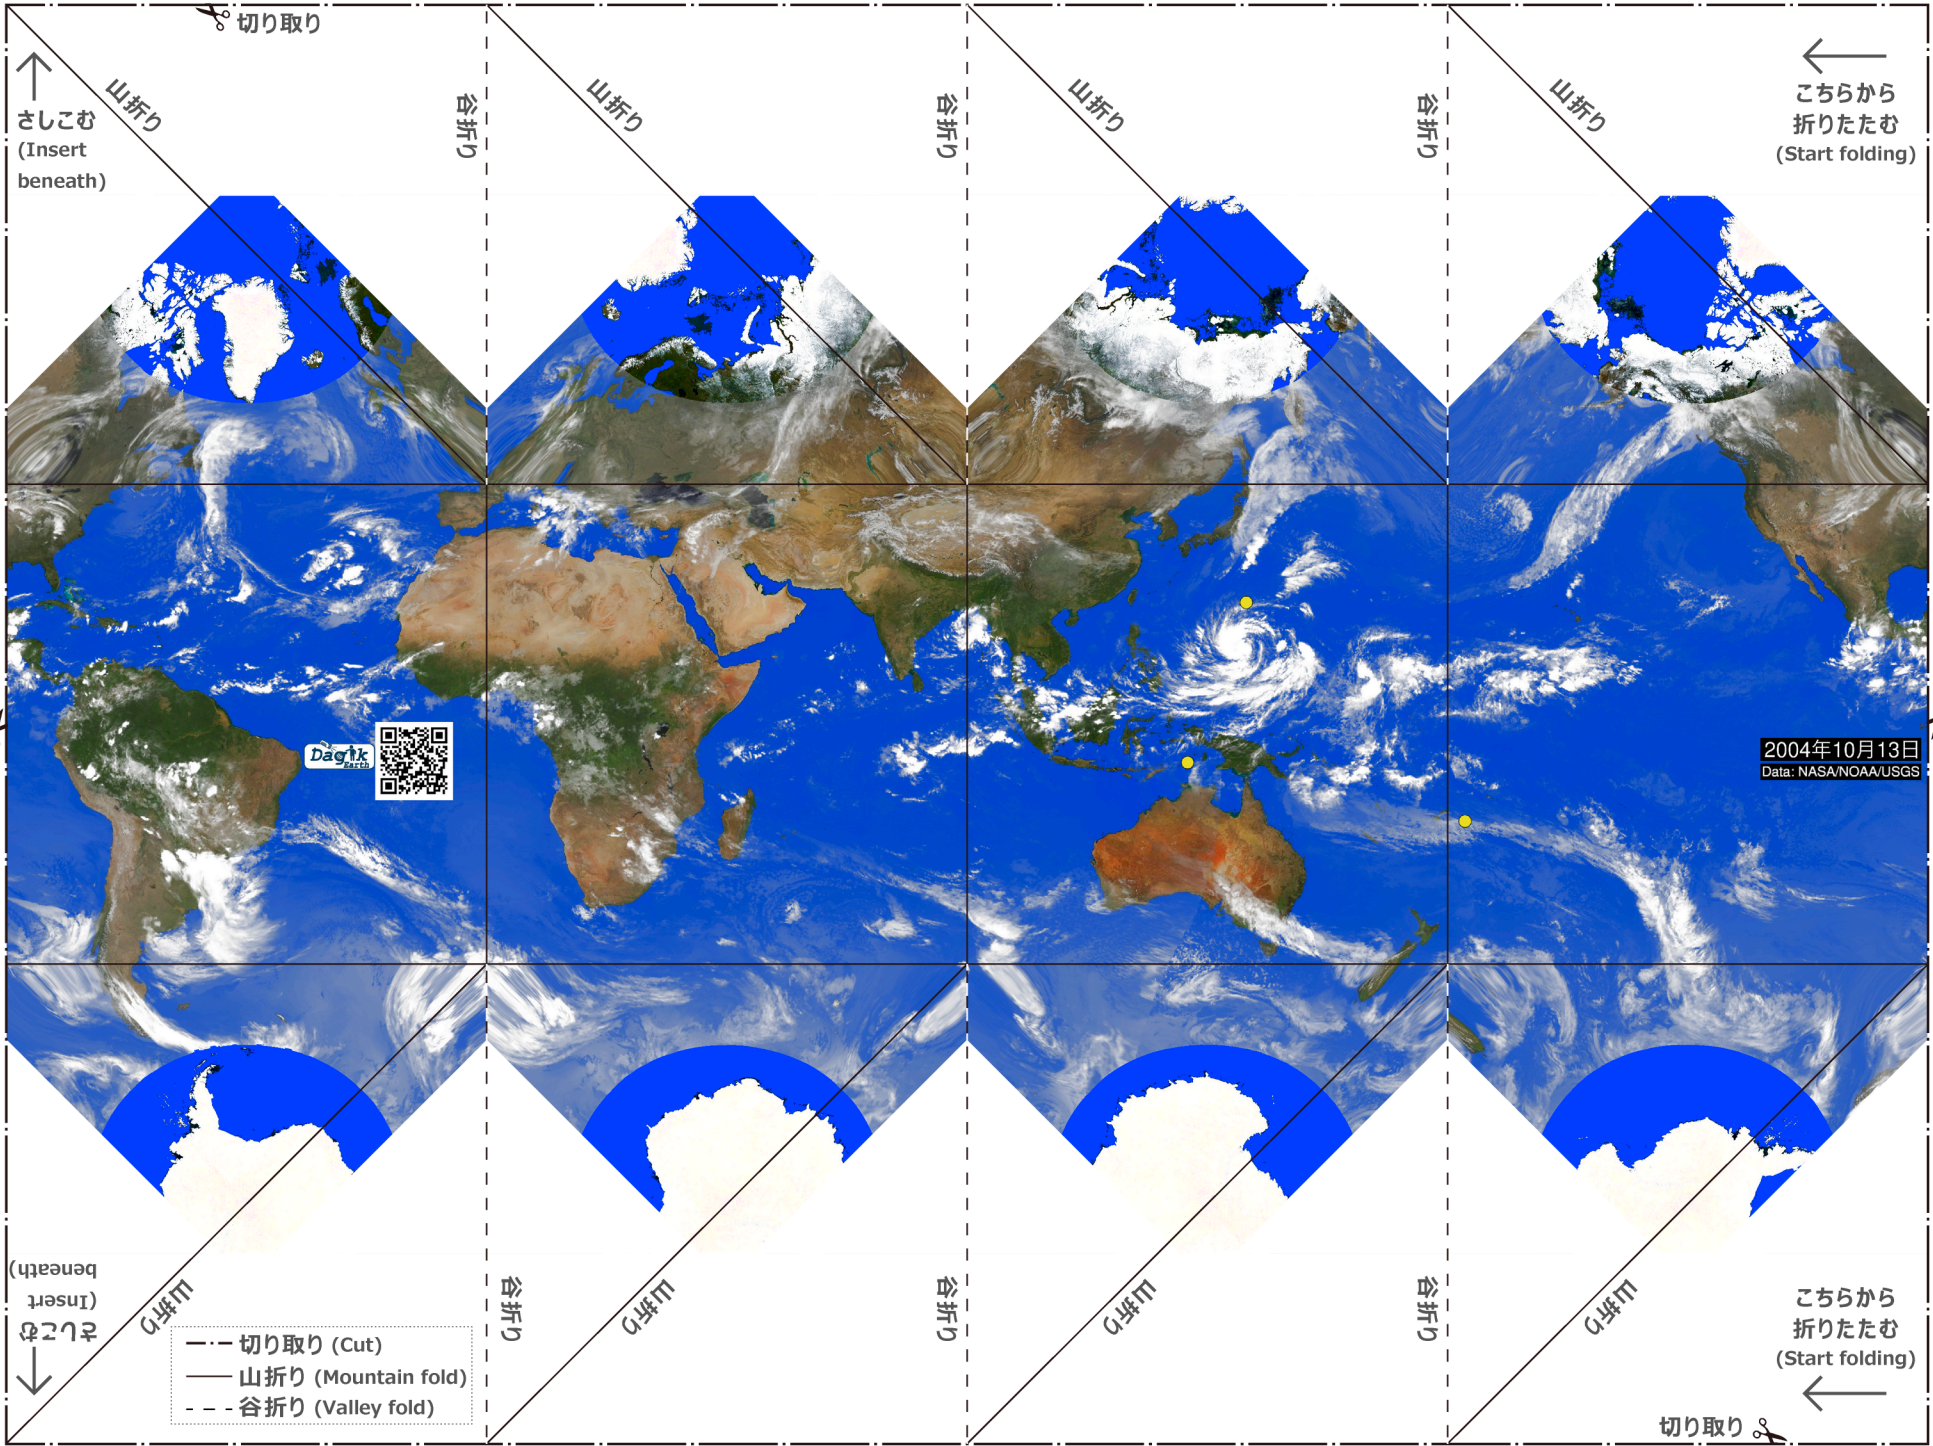 切り取り
山折り
谷折り
山折り
谷折り
山折り
谷折り
山折り
さしこむ
(Insert
beneath)
こちらから
折りたたむ
(Start folding)
Dagik
Earth
2004年10月13日
Data: NASA/NOAA/USGS
さしこむ
(Insert
beneath)
山折り
谷折り
山折り
谷折り
山折り
谷折り
山折り
こちらから
折りたたむ
(Start folding)
切り取り (Cut)
山折り (Mountain fold)
谷折り (Valley fold)
切り取り